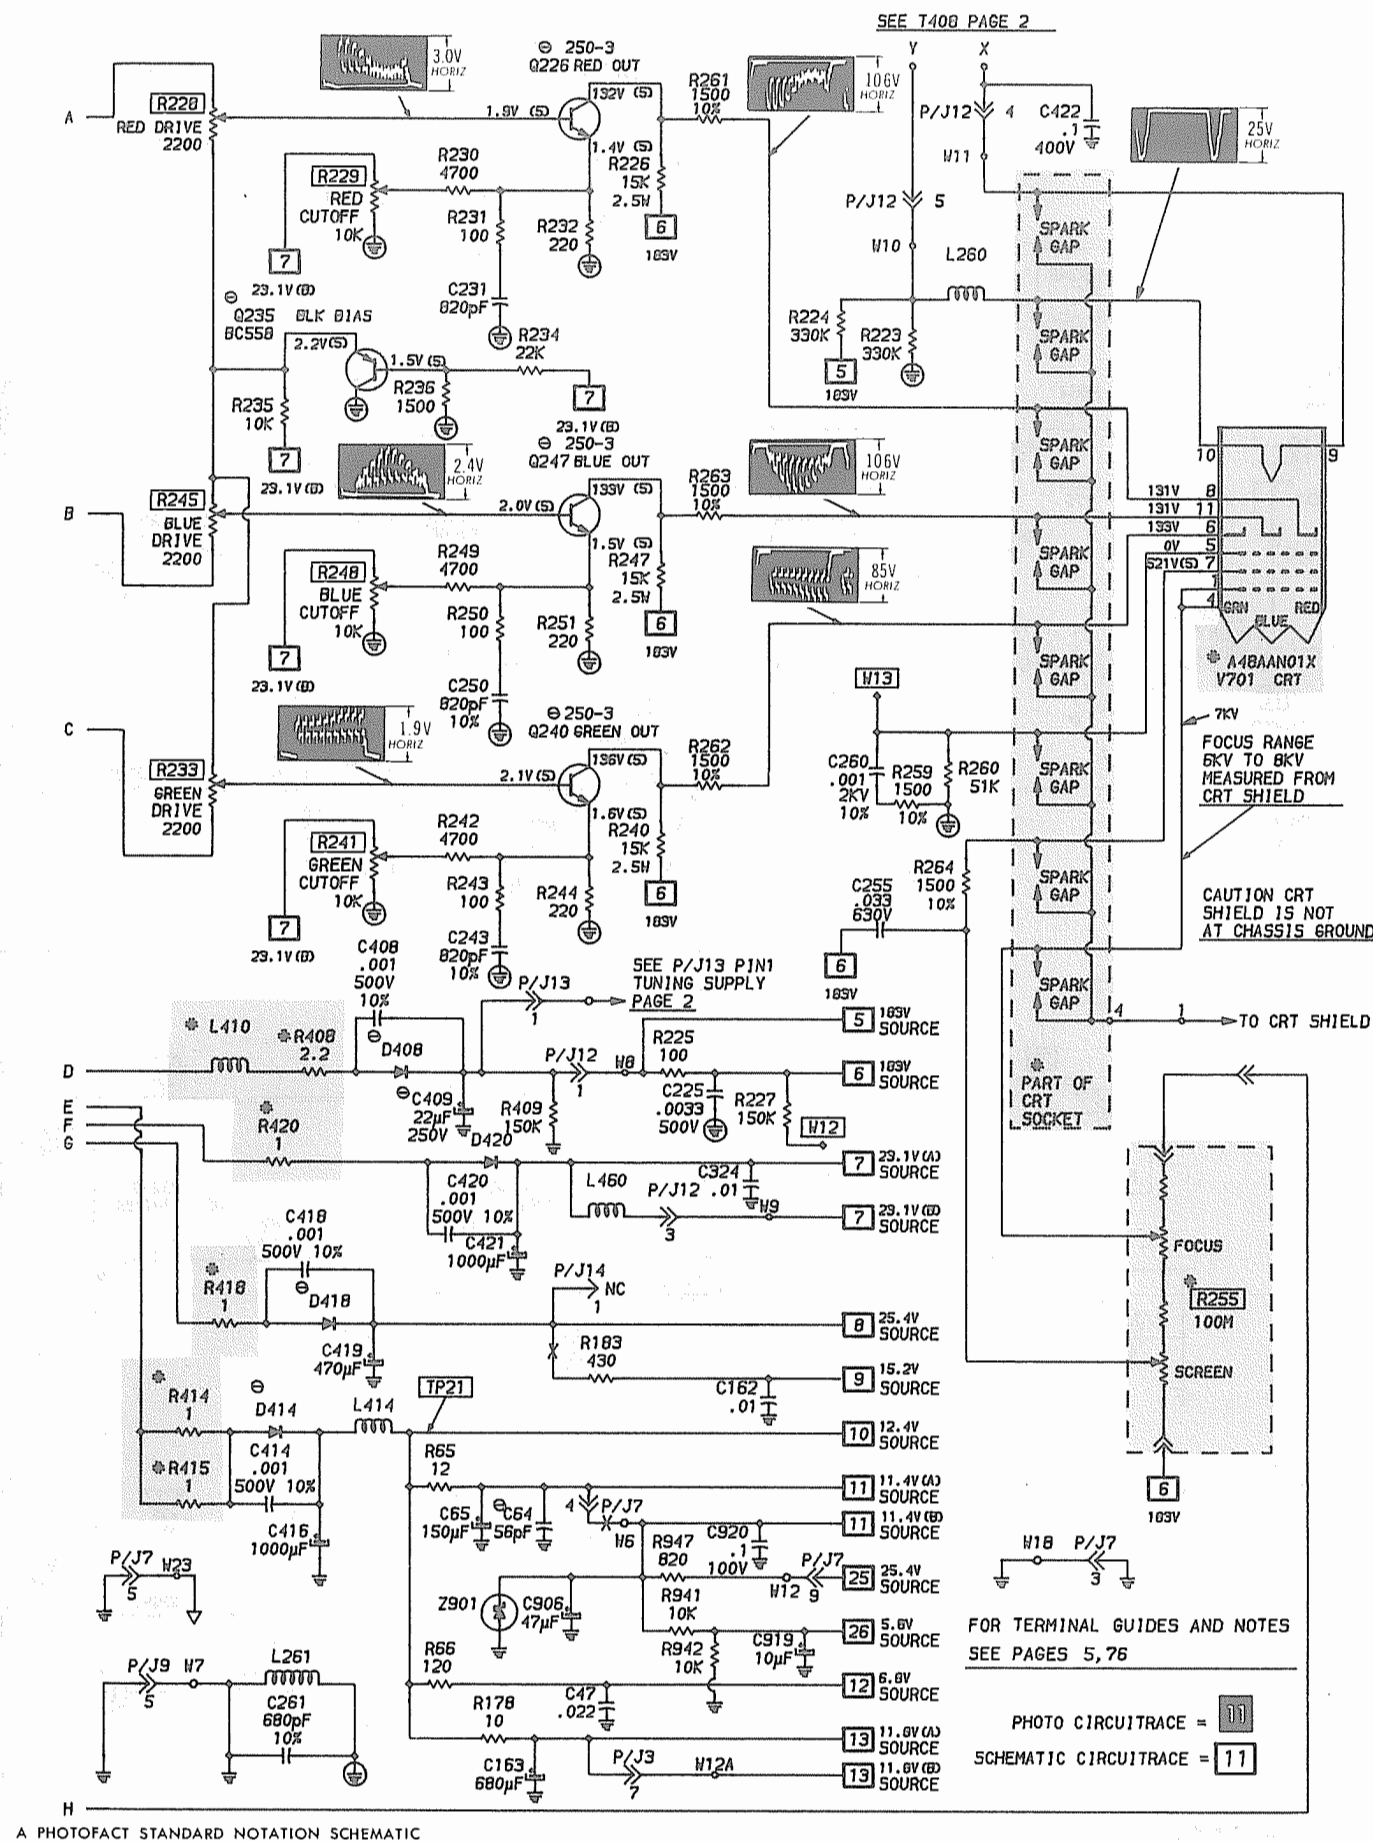 SEE T408 PAGE 2
Y
X
3.0V
HORIZ
250-3
Q226 RED OUT
132V (S)
1.9V(S)
1.4V (S)
R261
1500
10%
106V
HORIZ
P/J12
4
C422
.1
400V
W11
25V
HORIZ
A
R228
RED DRIVE
2200
R229
RED
CUTOFF
10K
R230
4700
R231
100
R226
15K
2.5W
R232
220
6
183V
7
23.1V(B)
C231
820pF
P/J12
5
W10
L260
SPARK
GAP
Q235
BC558
BLK BIAS
2.2V(S)
1.5V(S)
R234
22K
R236
1500
R235
10K
7
23.1V(B)
7
23.1V(B)
R224
330K
R223
330K
5
183V
SPARK
GAP
250-3
Q247 BLUE OUT
2.4V
HORIZ
133V (S)
2.0V(S)
1.5V(S)
R263
1500
10%
106V
HORIZ
SPARK
GAP
10
9
B
R245
BLUE
DRIVE
2200
R248
BLUE
CUTOFF
10K
R249
4700
R250
100
R247
15K
2.5W
R251
220
6
183V
7
23.1V(B)
C250
820pF
10%
85V
HORIZ
SPARK
GAP
131V 8
131V 11
133V 6
0V 5
521V(S) 7
1
4
GRN
BLUE
RED
A48AAN01X
V701 CRT
SPARK
GAP
W13
7KV
FOCUS RANGE
6KV TO 8KV
MEASURED FROM
CRT SHIELD
250-3
Q240 GREEN OUT
1.9V
HORIZ
136V(S)
2.1V(S)
1.6V(S)
R262
1500
10%
C
R233
GREEN
DRIVE
2200
R241
GREEN
CUTOFF
10K
R242
4700
R243
100
R240
15K
2.5W
R244
220
6
183V
7
23.1V(B)
C243
820pF
10%
C260
.001
2KV
10%
R259
1500
10%
R260
51K
SPARK
GAP
C255
.033
630V
R264
1500
10%
6
183V
SPARK
GAP
CAUTION CRT
SHIELD IS NOT
AT CHASSIS GROUND
SPARK
GAP
4
1
TO CRT SHIELD
PART OF
CRT
SOCKET
C408
.001
500V
10%
P/J13
1
SEE P/J13 PIN1
TUNING SUPPLY
PAGE 2
L410
R408
2.2
D408
P/J12
1
W8
R225
100
5
183V
SOURCE
6
183V
SOURCE
D
E
F
G
C409
22µF
250V
R409
150K
C225
.0033
500V
R227
150K
W12
R420
1
D420
C420
.001
500V 10%
C421
1000µF
L460
P/J12
3
W9
C324
.01
7
23.1V(A)
SOURCE
7
23.1V(B)
SOURCE
C418
.001
500V 10%
R418
1
D418
C419
470µF
P/J14
1
NC
8
25.4V
SOURCE
R183
430
C162
.01
9
15.2V
SOURCE
FOCUS
R255
100M
SCREEN
6
183V
R414
1
D414
L414
TP21
10
12.4V
SOURCE
R415
1
C414
.001
500V 10%
C416
1000µF
R65
12
C65
150µF
C64
56pF
4
P/J7
W6
11
11.4V(A)
SOURCE
11
11.4V(B)
SOURCE
C920
.1
100V
R947
820
P/J7
9
W12
25
25.4V
SOURCE
R941
10K
Z901
C906
47µF
R942
10K
C919
10µF
26
5.6V
SOURCE
P/J7
5
W23
W18
P/J7
3
R66
120
C47
.022
12
6.8V
SOURCE
P/J9
5
W7
L261
C261
680pF
10%
R178
10
C163
680µF
P/J3
7
W12A
13
11.8V(A)
SOURCE
13
11.8V(B)
SOURCE
FOR TERMINAL GUIDES AND NOTES
SEE PAGES 5,76
PHOTO CIRCUITRACE = 11
SCHEMATIC CIRCUITRACE = 11
H
A PHOTOFACT STANDARD NOTATION SCHEMATIC